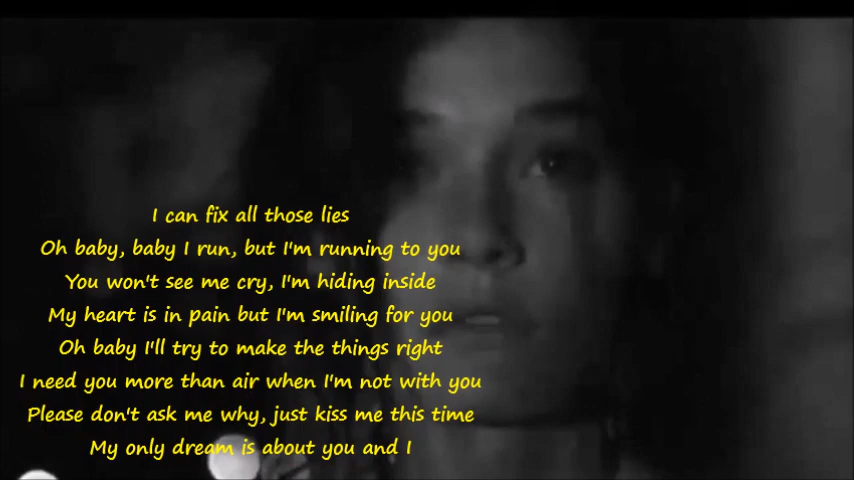 I can fix all those lies
Oh baby, baby I run, but I'm running to you
You won't see me cry, I'm hiding inside
My heart is in pain but I'm smiling for you
Oh baby I'll try to make the things right
I need you more than air when I'm not with you
Please don't ask me why, just kiss me this time
My only dream is about you and I